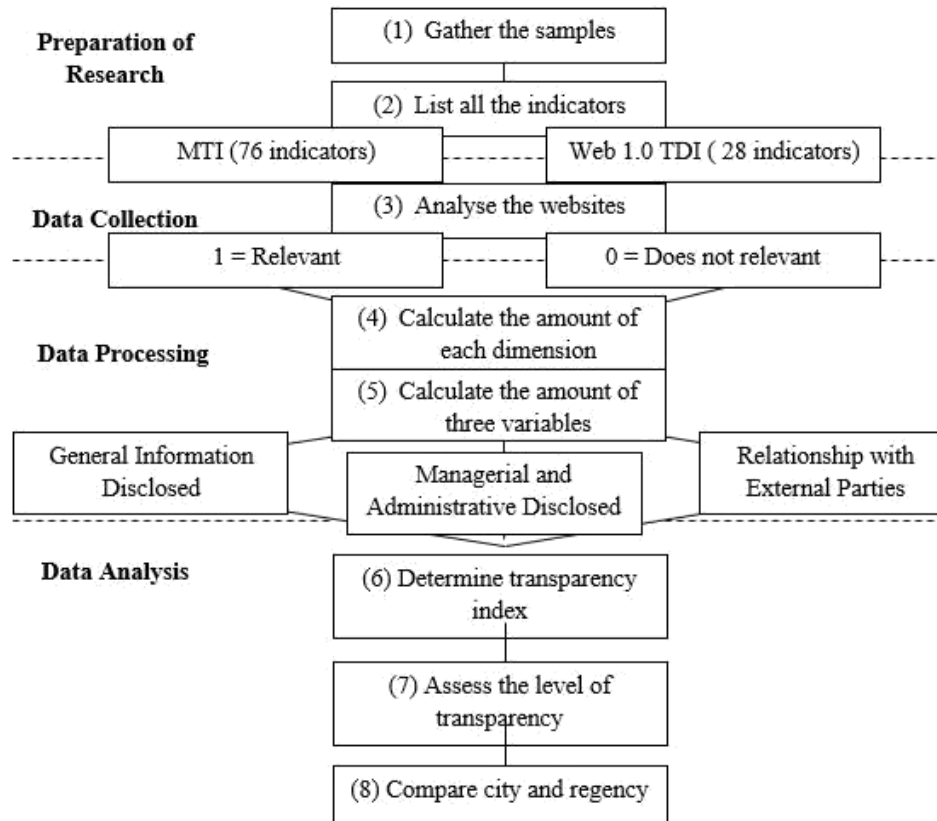 Preparation of
Research
(1) Gather the samples
(2) List all the indicators
MTI (76 indicators)
Web 1.0 TDI ( 28 indicators)
Data Collection
(3) Analyse the websites
1 = Relevant
0 = Does not relevant
Data Processing
(4) Calculate the amount of
each dimension
(5) Calculate the amount of
three variables
General Information
Disclosed
Managerial and
Administrative Disclosed
Relationship with
External Parties
Data Analysis
(6) Determine transparency
index
(7) Assess the level of
transparency
(8) Compare city and regency